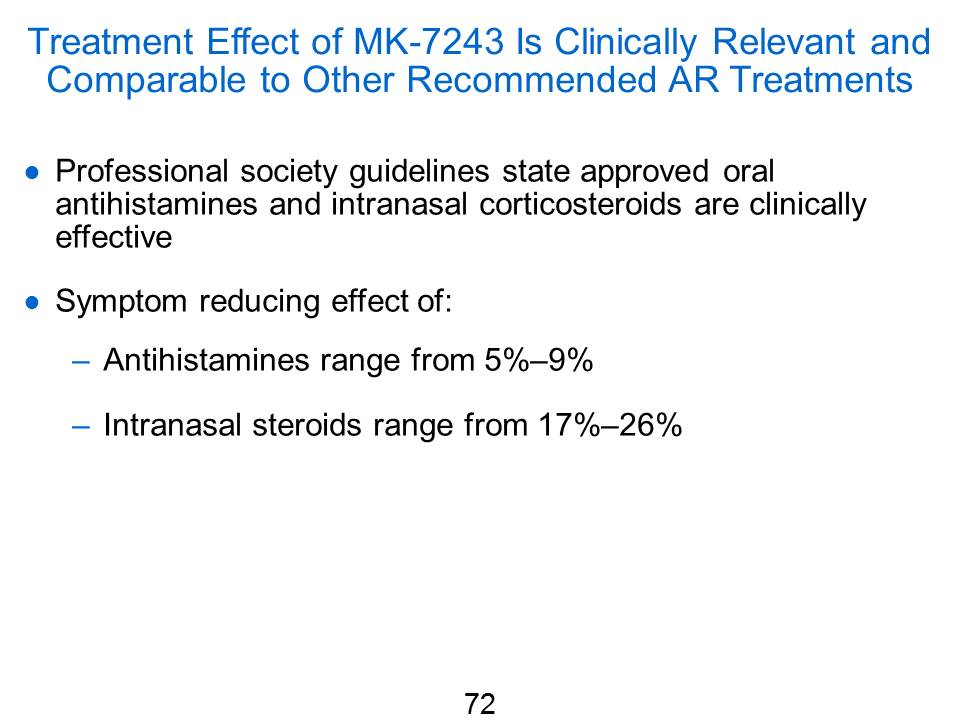 Treatment Effect of MK-7243 Is Clinically Relevant and
Comparable to Other Recommended AR Treatments
● Professional society guidelines state approved oral
antihistamines and intranasal corticosteroids are clinically
effective
● Symptom reducing effect of:
– Antihistamines range from 5%–9%
– Intranasal steroids range from 17%–26%
72